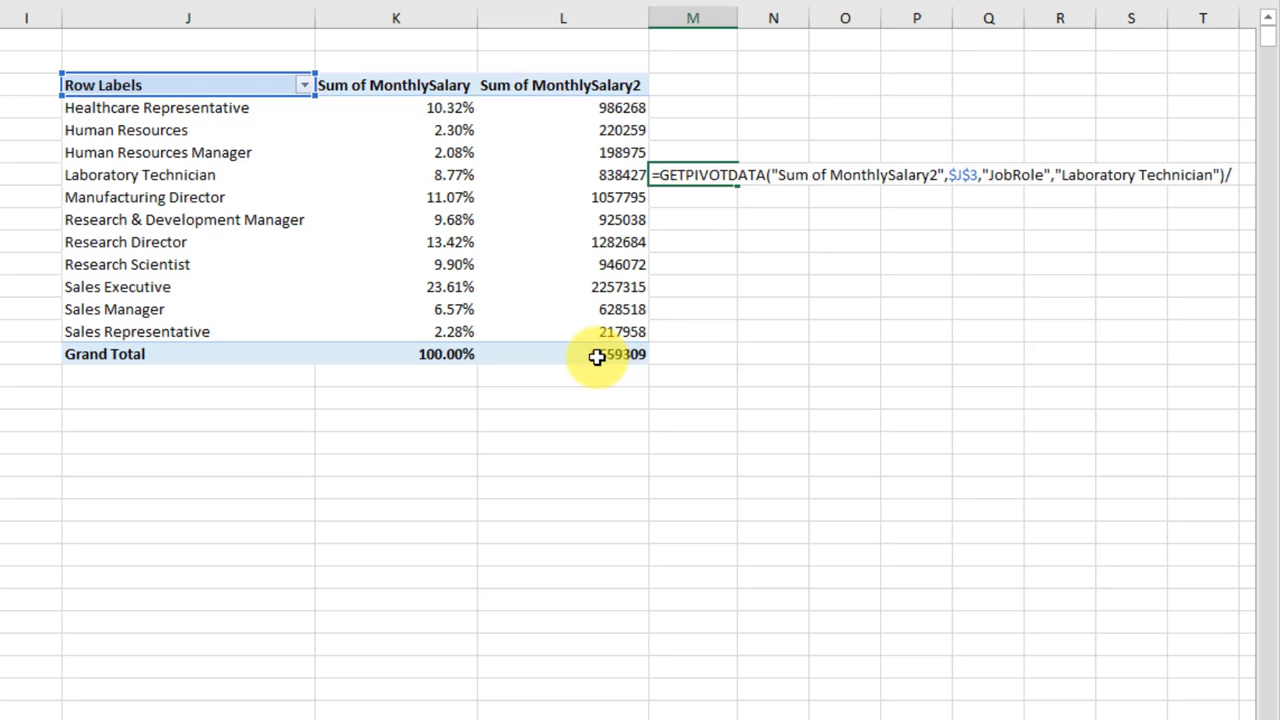 I J K L M N O P Q R S T
Row Labels Sum of MonthlySalary Sum of MonthlySalary2
Healthcare Representative 10.32% 986268
Human Resources 2.30% 220259
Human Resources Manager 2.08% 198975
Laboratory Technician 8.77% 838427 =GETPIVOTDATA("Sum of MonthlySalary2",$J$3,"JobRole","Laboratory Technician")/
Manufacturing Director 11.07% 1057795
Research & Development Manager 9.68% 925038
Research Director 13.42% 1282684
Research Scientist 9.90% 946072
Sales Executive 23.61% 2257315
Sales Manager 6.57% 628518
Sales Representative 2.28% 217958
Grand Total 100.00%